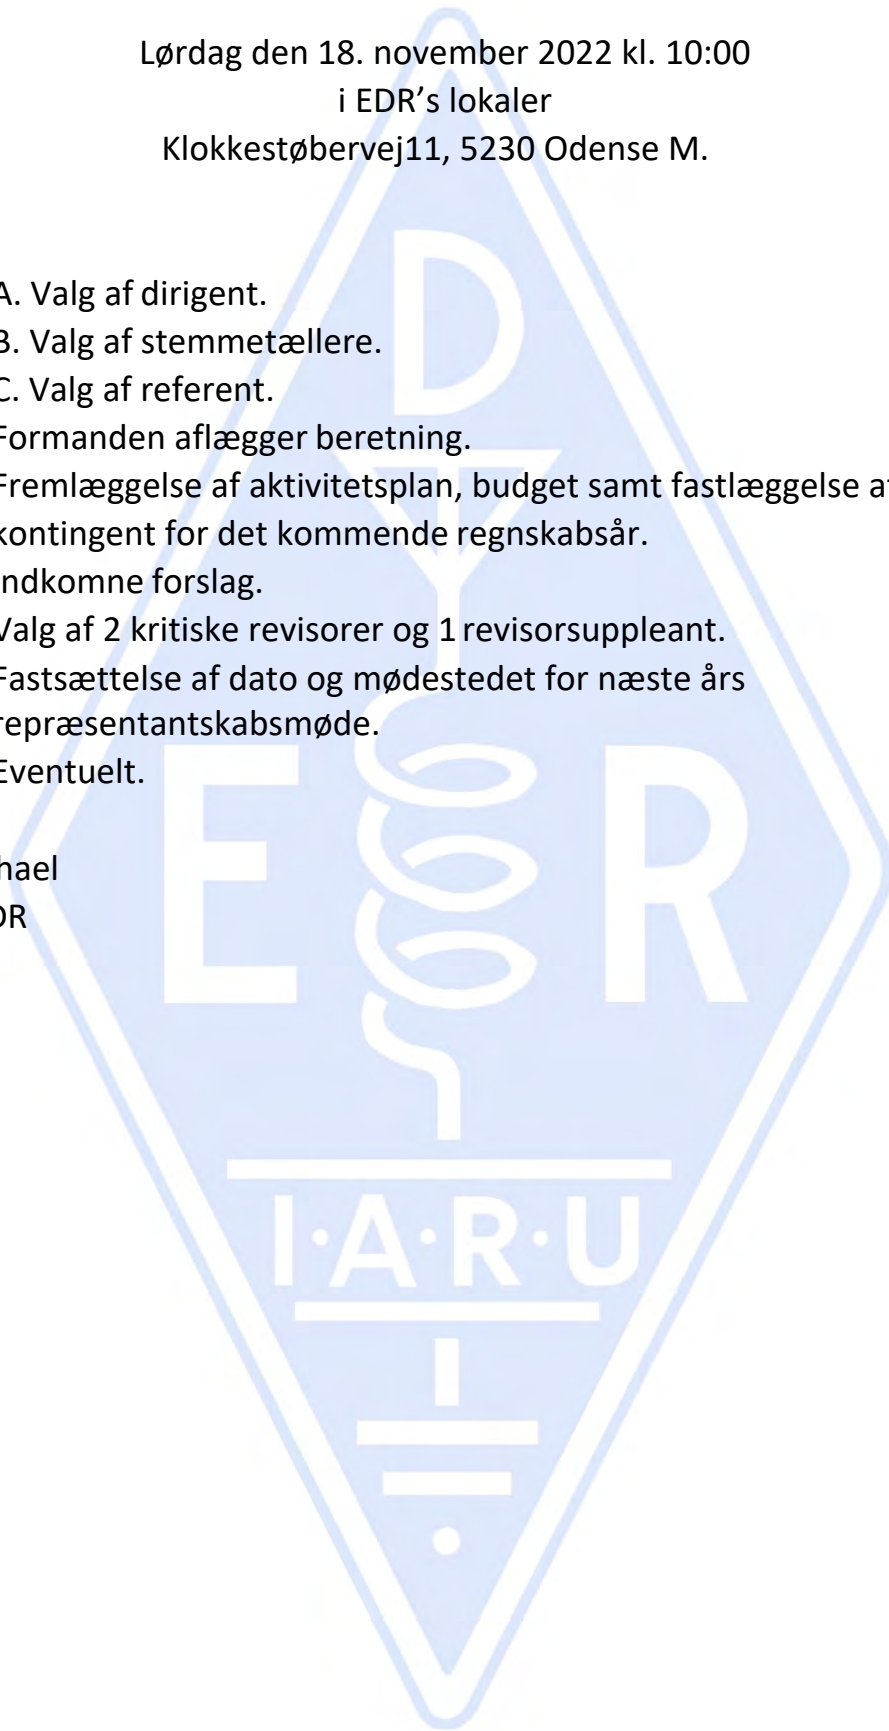 Lørdag den 18. november 2022 kl. 10:00
i EDR’s lokaler
Klokkestøbervej11, 5230 Odense M.
D
A. Valg af dirigent.
B. Valg af stemmetællere.
C. Valg af referent.
Formanden aflægger beretning.
Fremlæggelse af aktivitetsplan, budget samt fastlæggelse af
kontingent for det kommende regnskabsår.
Indkomne forslag.
Valg af 2 kritiske revisorer og 1 revisorsuppleant.
Fastsættelse af dato og mødestedet for næste års
repræsentantskabsmøde.
Eventuelt.
E R
hael
DR
I·A·R·U